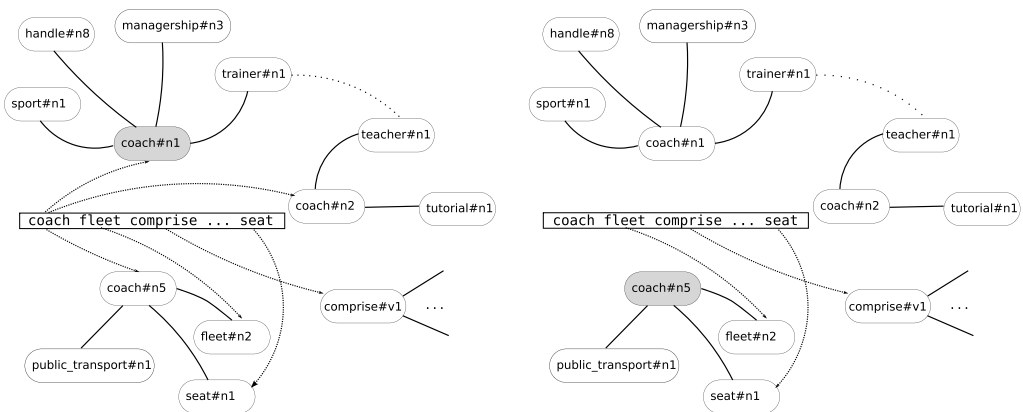 handle#n8
managership#n3
trainer#n1
sport#n1
coach#n1
teacher#n1
coach#n2
tutorial#n1
coach fleet comprise ... seat
coach#n5
comprise#v1
...
fleet#n2
public_transport#n1
seat#n1
handle#n8
managership#n3
trainer#n1
sport#n1
coach#n1
teacher#n1
coach#n2
tutorial#n1
coach fleet comprise ... seat
coach#n5
comprise#v1
...
fleet#n2
public_transport#n1
seat#n1